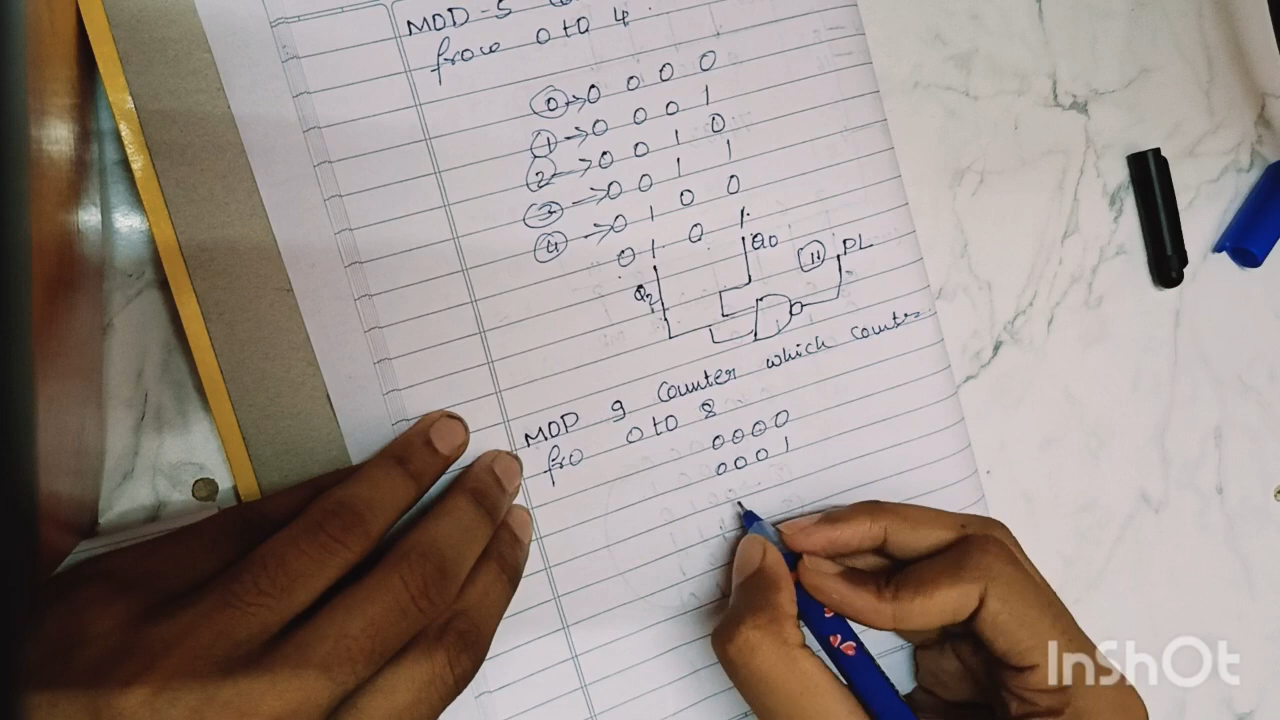 MOD-5
from 0 to 4.
0 → 0 0 0 0
1 → 0 0 0 1
2 → 0 0 1 0
3 → 0 0 1 1
4 → 0 1 0 0
0 1 0 1
Q0 11 PL
Q2
MOD 9 Counter which counter
fro 0 to 8
0000
0001
0
InShOt